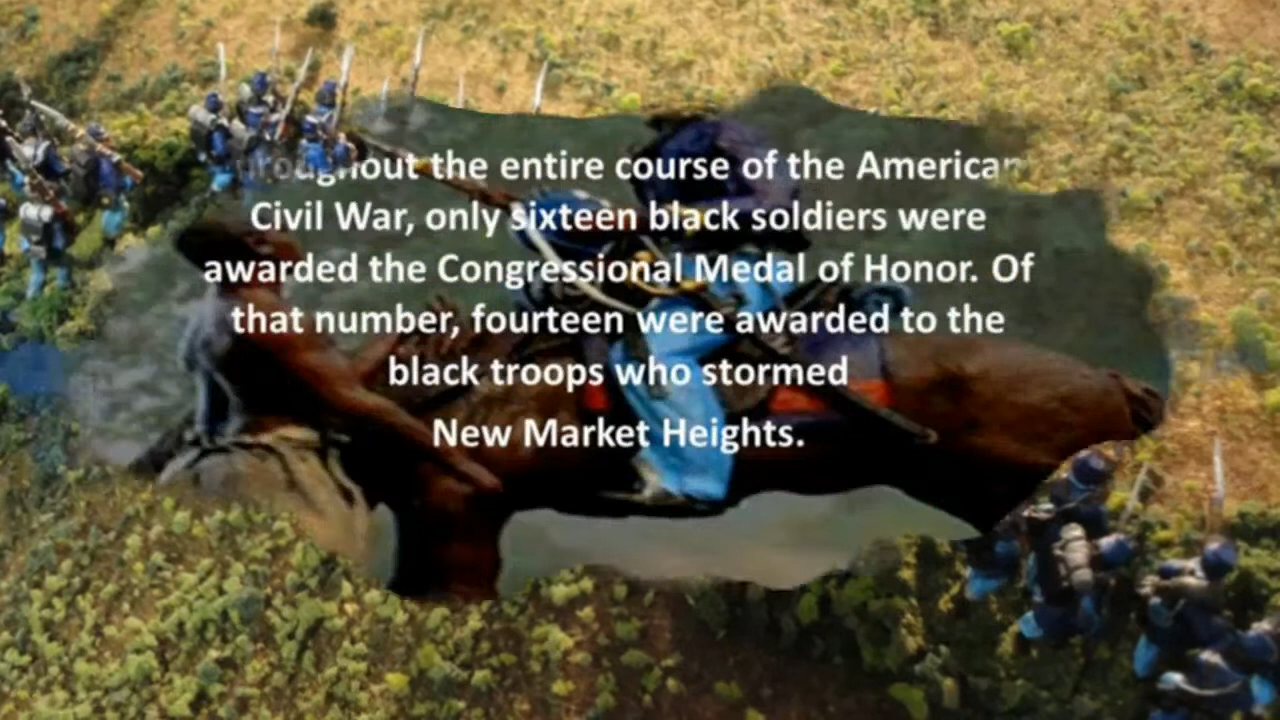 Throughout the entire course of the American
Civil War, only sixteen black soldiers were
awarded the Congressional Medal of Honor. Of
that number, fourteen were awarded to the
black troops who stormed
New Market Heights.